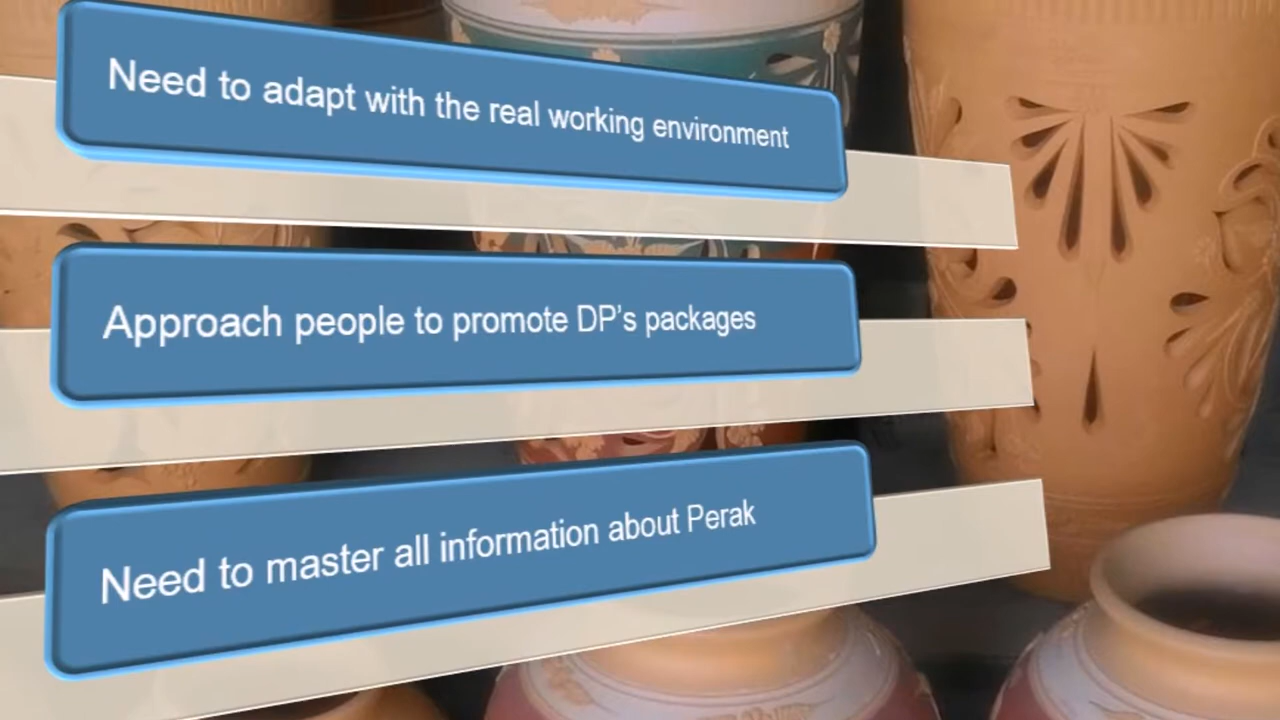 Need to adapt with the real working environment
Approach people to promote DP’s packages
Need to master all information about Perak